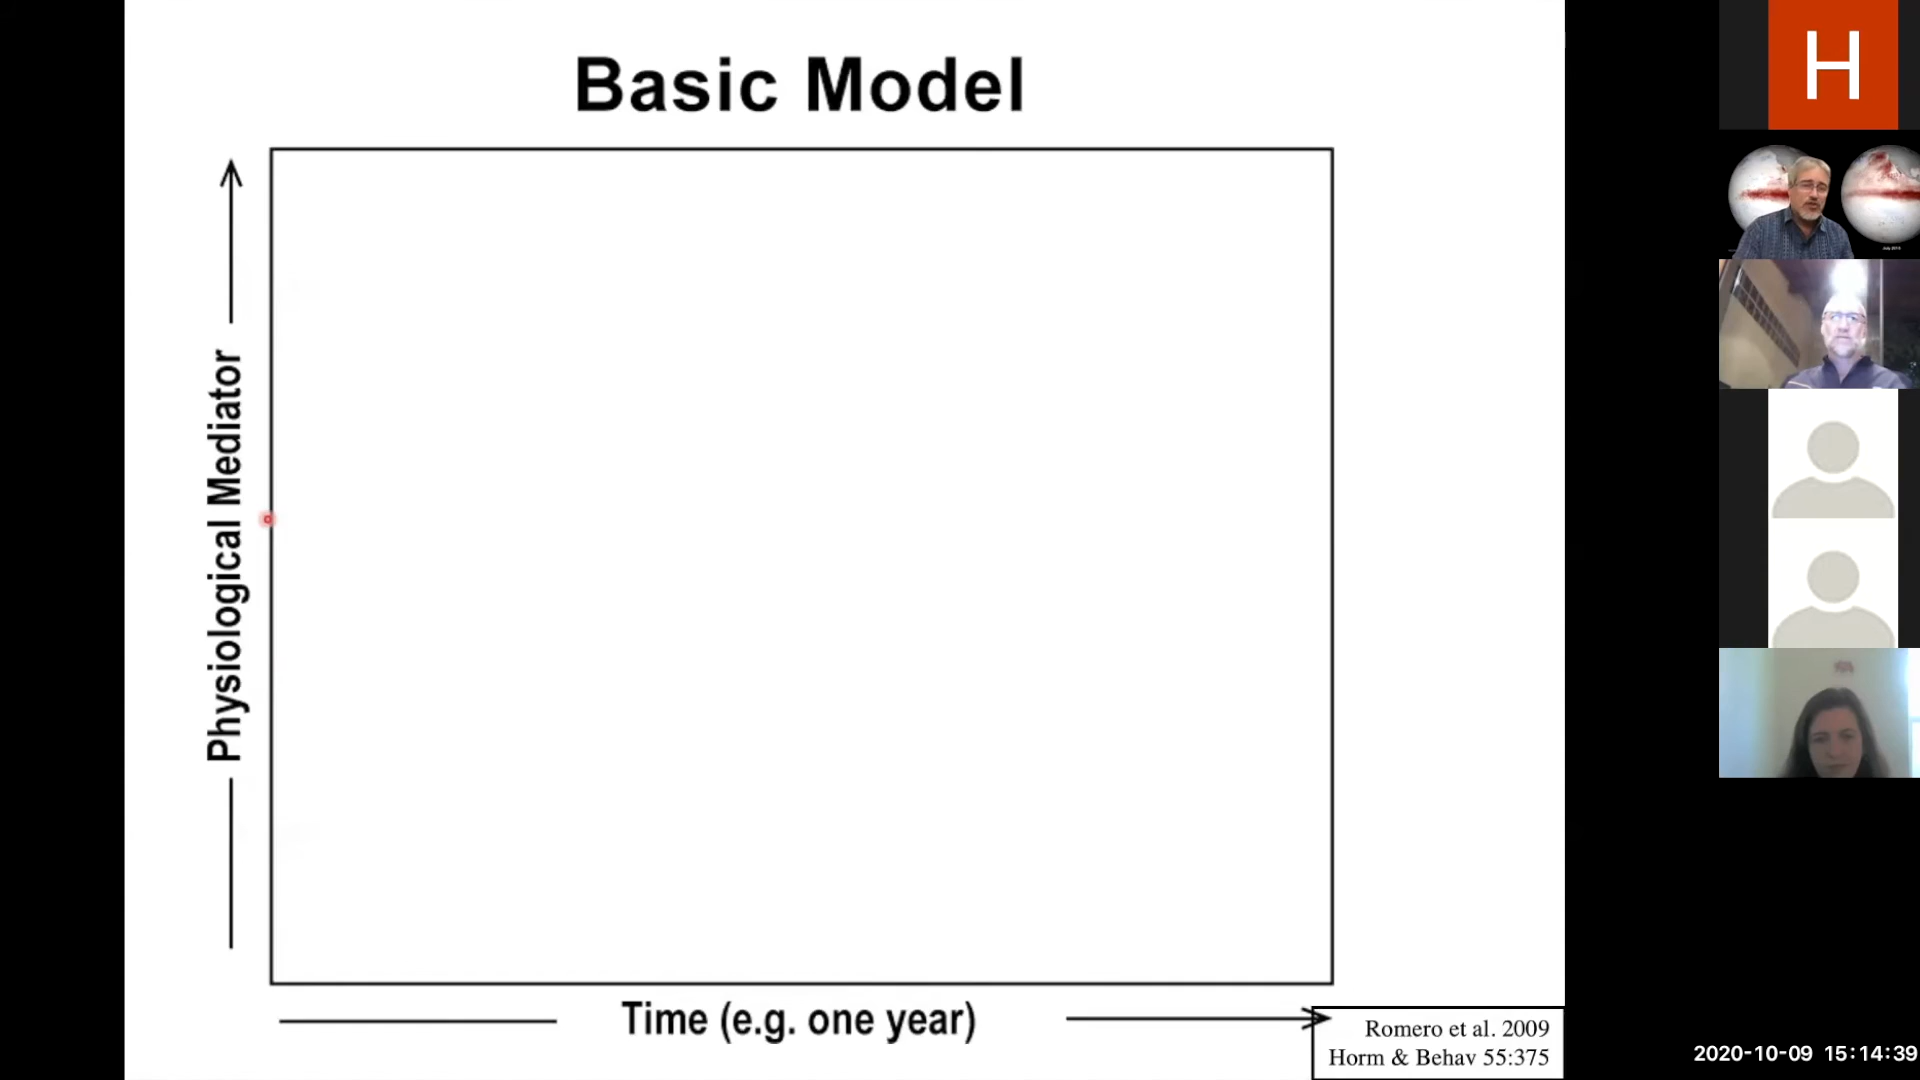 Basic Model
Physiological Mediator
Time (e.g. one year)
Romero et al. 2009
Horm & Behav 55:375
H
2020-10-09 15:14:39